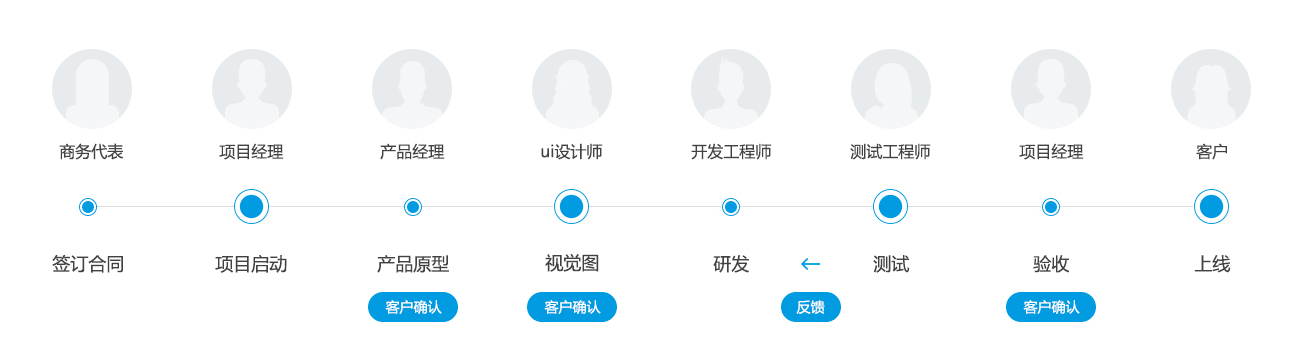 商务代表
项目经理
产品经理
ui设计师
开发工程师
测试工程师
项目经理
客户
签订合同
项目启动
产品原型
视觉图
研发
测试
验收
上线
客户确认
客户确认
反馈
客户确认